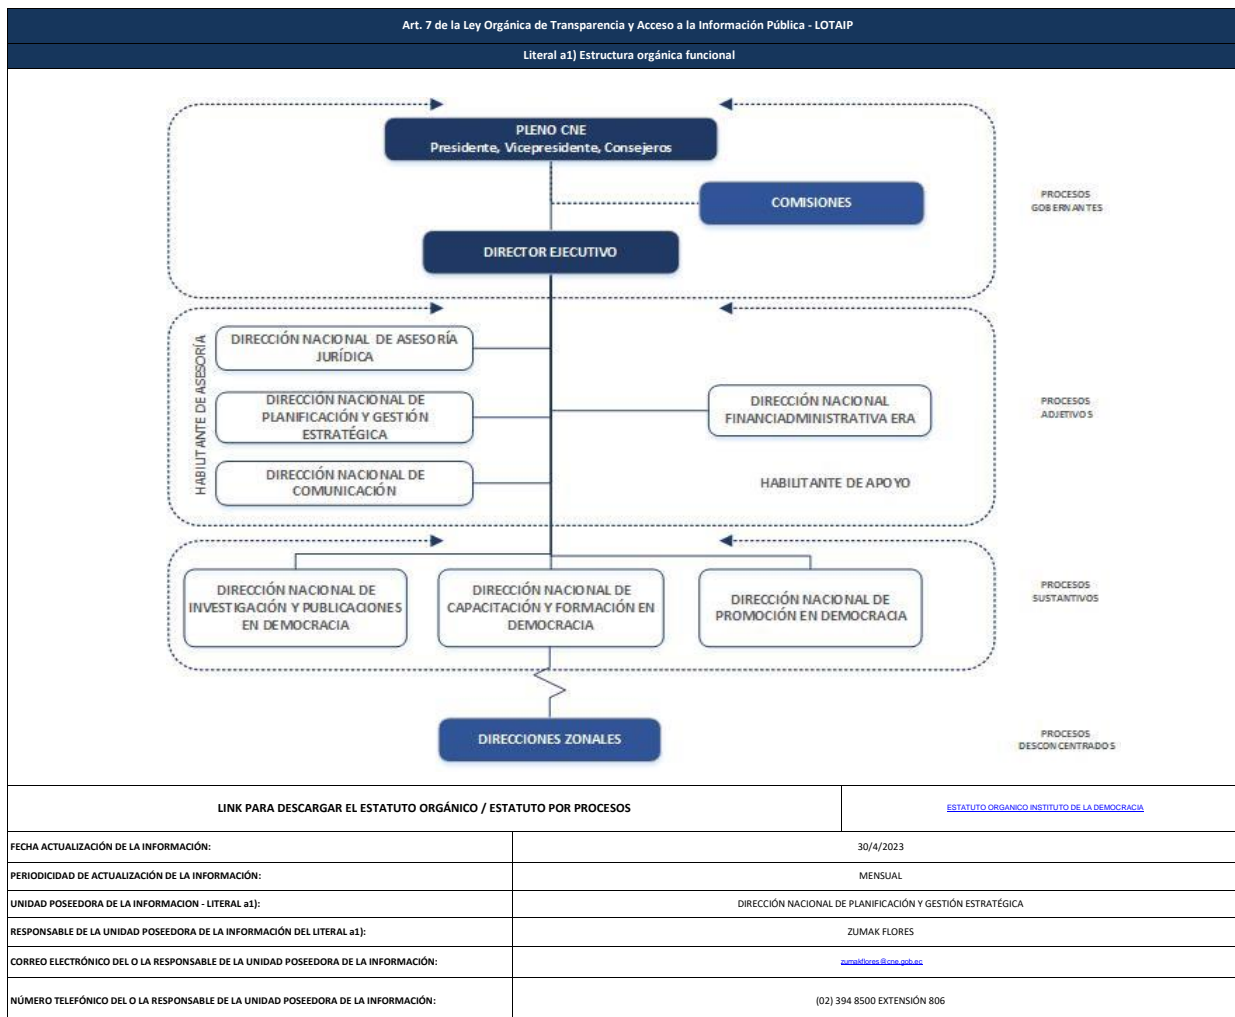 Art. 7 de la Ley Orgánica de Transparencia y Acceso a la Información Pública - LOTAIP
Literal a1) Estructura orgánica funcional
PLENO CNE
Presidente, Vicepresidente, Consejeros
COMISIONES
PROCESOS
GOBERNANTES
DIRECTOR EJECUTIVO
HABILITANTE DE ASESORÍA
DIRECCIÓN NACIONAL DE ASESORÍA
JURÍDICA
DIRECCIÓN NACIONAL DE
PLANIFICACIÓN Y GESTIÓN
ESTRATÉGICA
DIRECCIÓN NACIONAL DE
COMUNICACIÓN
DIRECCIÓN NACIONAL
FINANCIADMINISTRATIVA ERA
HABILITANTE DE APOYO
PROCESOS
ADJETIVOS
DIRECCIÓN NACIONAL DE
INVESTIGACIÓN Y PUBLICACIONES
EN DEMOCRACIA
DIRECCIÓN NACIONAL DE
CAPACITACIÓN Y FORMACIÓN EN
DEMOCRACIA
DIRECCIÓN NACIONAL DE
PROMOCIÓN EN DEMOCRACIA
PROCESOS
SUSTANTIVOS
DIRECCIONES ZONALES
PROCESOS
DESCONCENTRADOS
LINK PARA DESCARGAR EL ESTATUTO ORGÁNICO / ESTATUTO POR PROCESOS
ESTATUTO ORGANICO INSTITUTO DE LA DEMOCRACIA
FECHA ACTUALIZACIÓN DE LA INFORMACIÓN:
30/4/2023
PERIODICIDAD DE ACTUALIZACIÓN DE LA INFORMACIÓN:
MENSUAL
UNIDAD POSEEDORA DE LA INFORMACION - LITERAL a1):
DIRECCIÓN NACIONAL DE PLANIFICACIÓN Y GESTIÓN ESTRATÉGICA
RESPONSABLE DE LA UNIDAD POSEEDORA DE LA INFORMACIÓN DEL LITERAL a1):
ZUMAK FLORES
CORREO ELECTRÓNICO DEL O LA RESPONSABLE DE LA UNIDAD POSEEDORA DE LA INFORMACIÓN:
zumakflores@cne.gob.ec
NÚMERO TELEFÓNICO DEL O LA RESPONSABLE DE LA UNIDAD POSEEDORA DE LA INFORMACIÓN:
(02) 394 8500 EXTENSIÓN 806